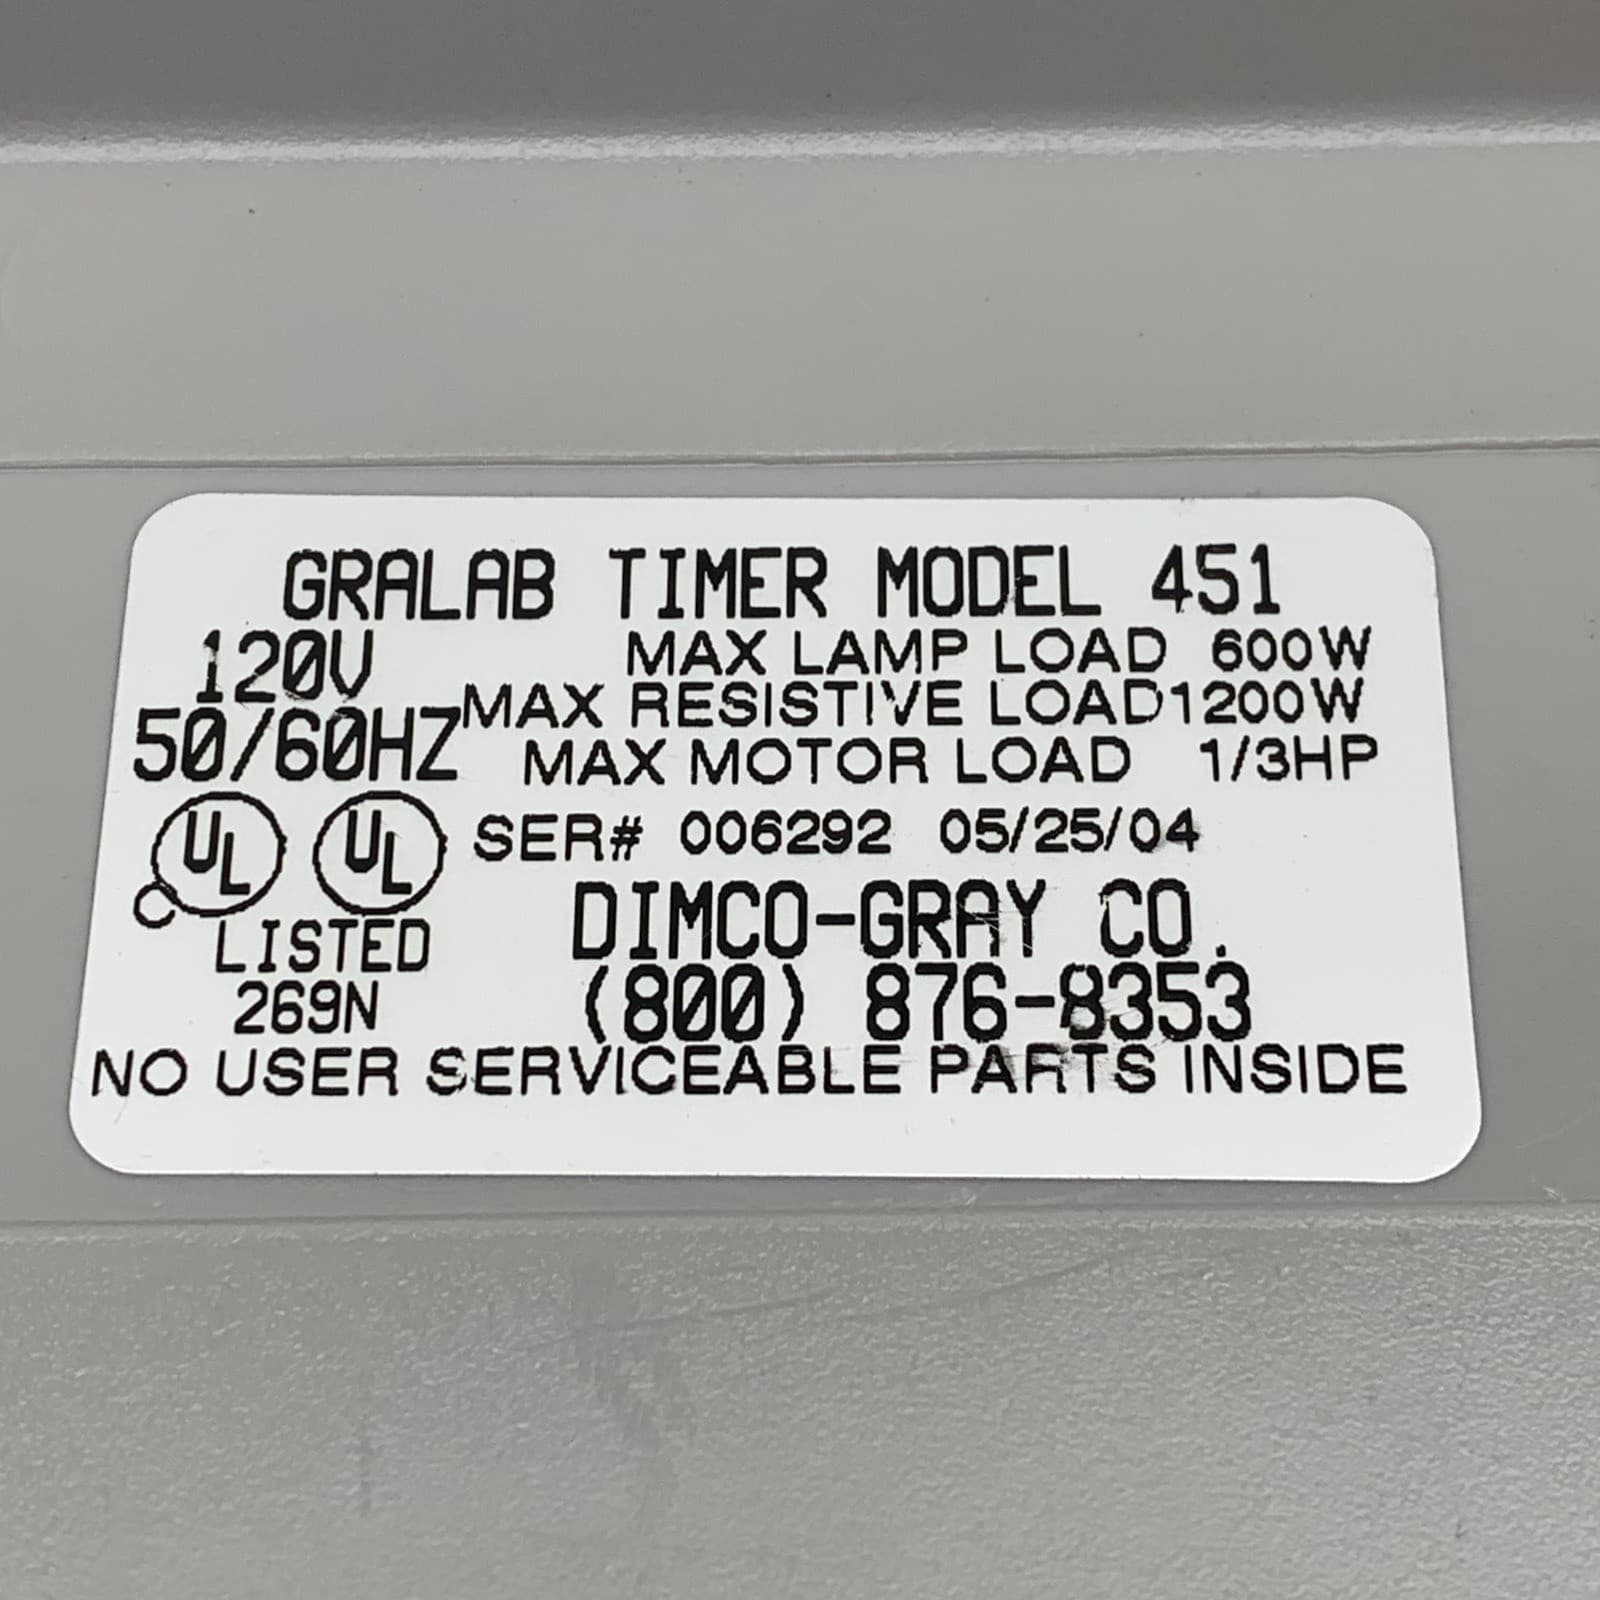 GRALAB TIMER MODEL 451
120V MAX LAMP LOAD 600W
50/60HZ MAX RESISTIVE LOAD 1200W
MAX MOTOR LOAD 1/3HP
UL UL SER# 006292 05/25/04
C
LISTED DIMCO-GRAY CO.
269N (800) 876-8353
NO USER SERVICEABLE PARTS INSIDE